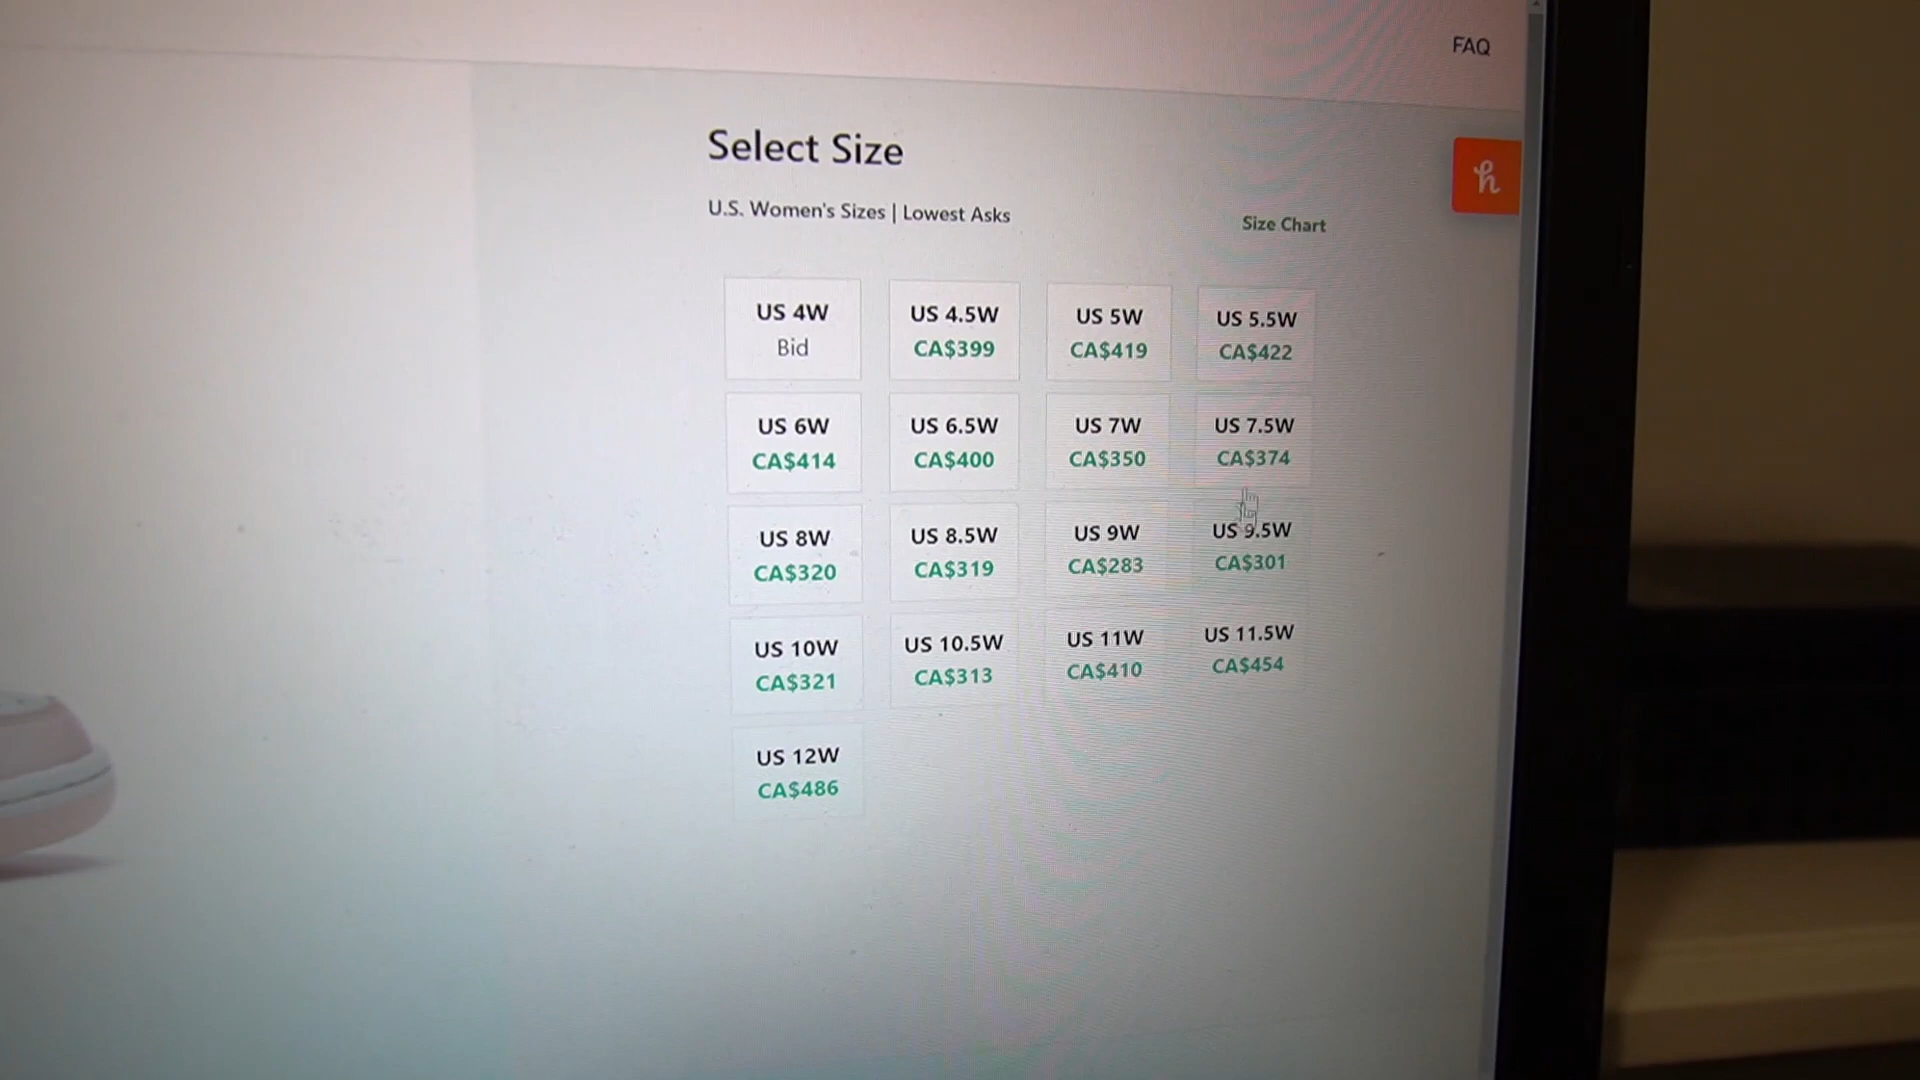 FAQ
Select Size
U.S. Women's Sizes | Lowest Asks
Size Chart
US 4W
Bid
US 4.5W
CA$399
US 5W
CA$419
US 5.5W
CA$422
US 6W
CA$414
US 6.5W
CA$400
US 7W
CA$350
US 7.5W
CA$374
US 8W
CA$320
US 8.5W
CA$319
US 9W
CA$283
US 9.5W
CA$301
US 10W
CA$321
US 10.5W
CA$313
US 11W
CA$410
US 11.5W
CA$454
US 12W
CA$486
h